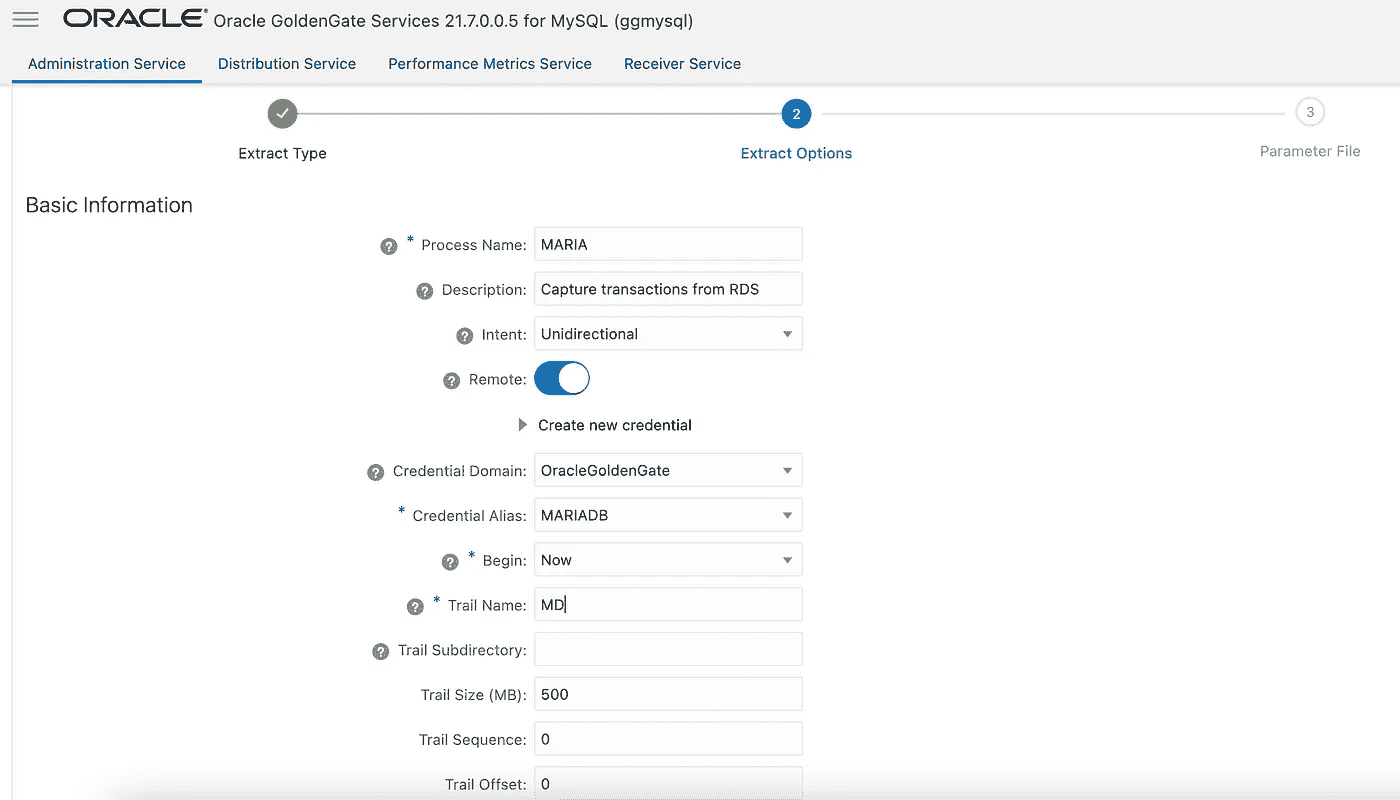 ORACLE® Oracle GoldenGate Services 21.7.0.0.5 for MySQL (ggmysql)
Administration Service Distribution Service Performance Metrics Service Receiver Service
2 3
Extract Type Extract Options Parameter File
Basic Information
? * Process Name: MARIA
? Description: Capture transactions from RDS
? Intent: Unidirectional
? Remote:
Create new credential
? Credential Domain: OracleGoldenGate
* Credential Alias: MARIADB
? * Begin: Now
? * Trail Name: MD
? Trail Subdirectory:
Trail Size (MB): 500
Trail Sequence: 0
Trail Offset: 0